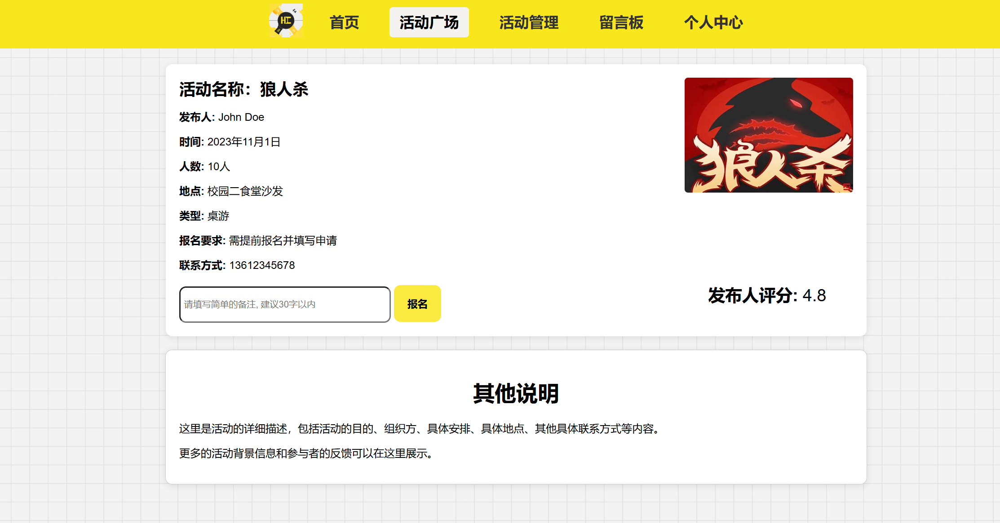 HI
首页
活动广场
活动管理
留言板
个人中心
活动名称：狼人杀
发布人: John Doe
时间: 2023年11月1日
人数: 10人
地点: 校园二食堂沙发
类型: 桌游
报名要求: 需提前报名并填写申请
联系方式: 13612345678
狼人杀
请填写简单的备注, 建议30字以内
报名
发布人评分: 4.8
其他说明
这里是活动的详细描述，包括活动的目的、组织方、具体安排、具体地点、其他具体联系方式等内容。
更多的活动背景信息和参与者的反馈可以在这里展示。